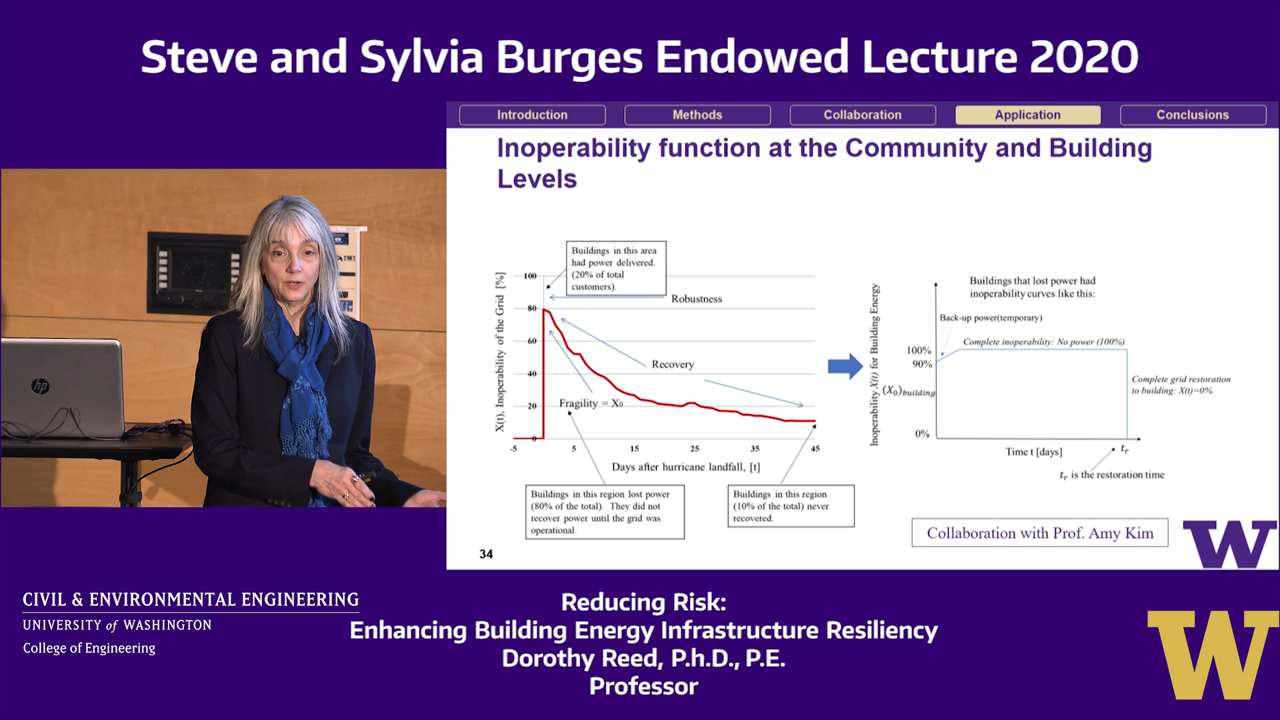 Steve and Sylvia Burges Endowed Lecture 2020
Introduction
Methods
Collaboration
Application
Conclusions
Inoperability function at the Community and Building
Levels
Buildings in this area
had power delivered.
(20% of total
customers).
X(t), Inoperability of the Grid [%]
100
80
60
40
20
0
-5
5
15
25
35
45
Robustness
Recovery
Fragility = X₀
Days after hurricane landfall, [t]
Buildings in this region lost power
(80% of the total). They did not
recover power until the grid was
operational.
Buildings in this region
(10% of the total) never
recovered.
Buildings that lost power had
inoperability curves like this:
Inoperability X(t) for Building Energy
Back-up power(temporary)
Complete inoperability: No power (100%)
100%
90%
(X₀)building
0%
Complete grid restoration
to building: X(t)=0%.
Time t [days]
tᵣ
tᵣ is the restoration time
Collaboration with Prof. Amy Kim
W
34
hp
CIVIL & ENVIRONMENTAL ENGINEERING
UNIVERSITY of WASHINGTON
College of Engineering
Reducing Risk:
Enhancing Building Energy Infrastructure Resiliency
Dorothy Reed, P.h.D., P.E.
Professor
W